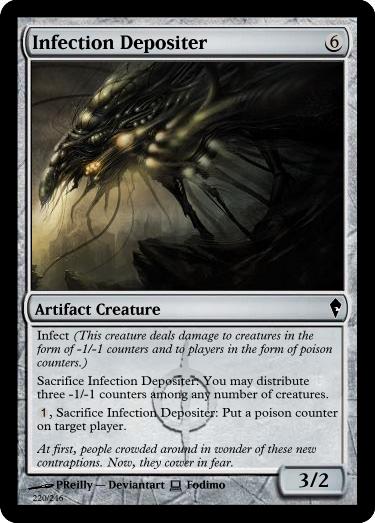 Infection Depositer 6
Artifact Creature
Infect (This creature deals damage to creatures in the
form of -1/-1 counters and to players in the form of poison
counters.)
Sacrifice Infection Depositer: You may distribute
three -1/-1 counters among any number of creatures.
1, Sacrifice Infection Depositer: Put a poison counter
on target player.
At first, people crowded around in wonder of these new
contraptions. Now, they cower in fear.
3/2
PReilly — Deviantart Fodimo
220/246